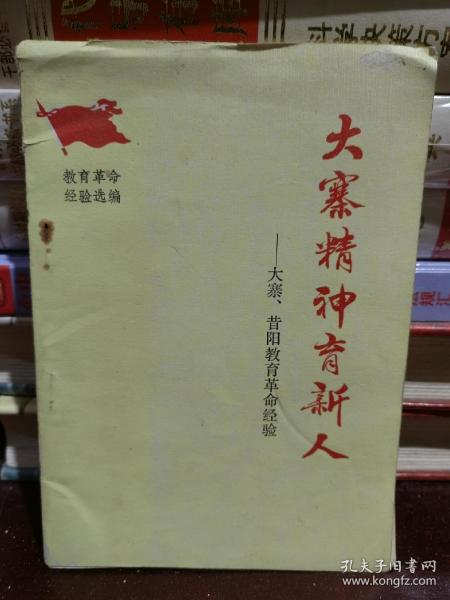 教育革命
经验选编
大寨精神育新人
——大寨、昔阳教育革命经验
孔夫子旧书网
www.kongfz.com